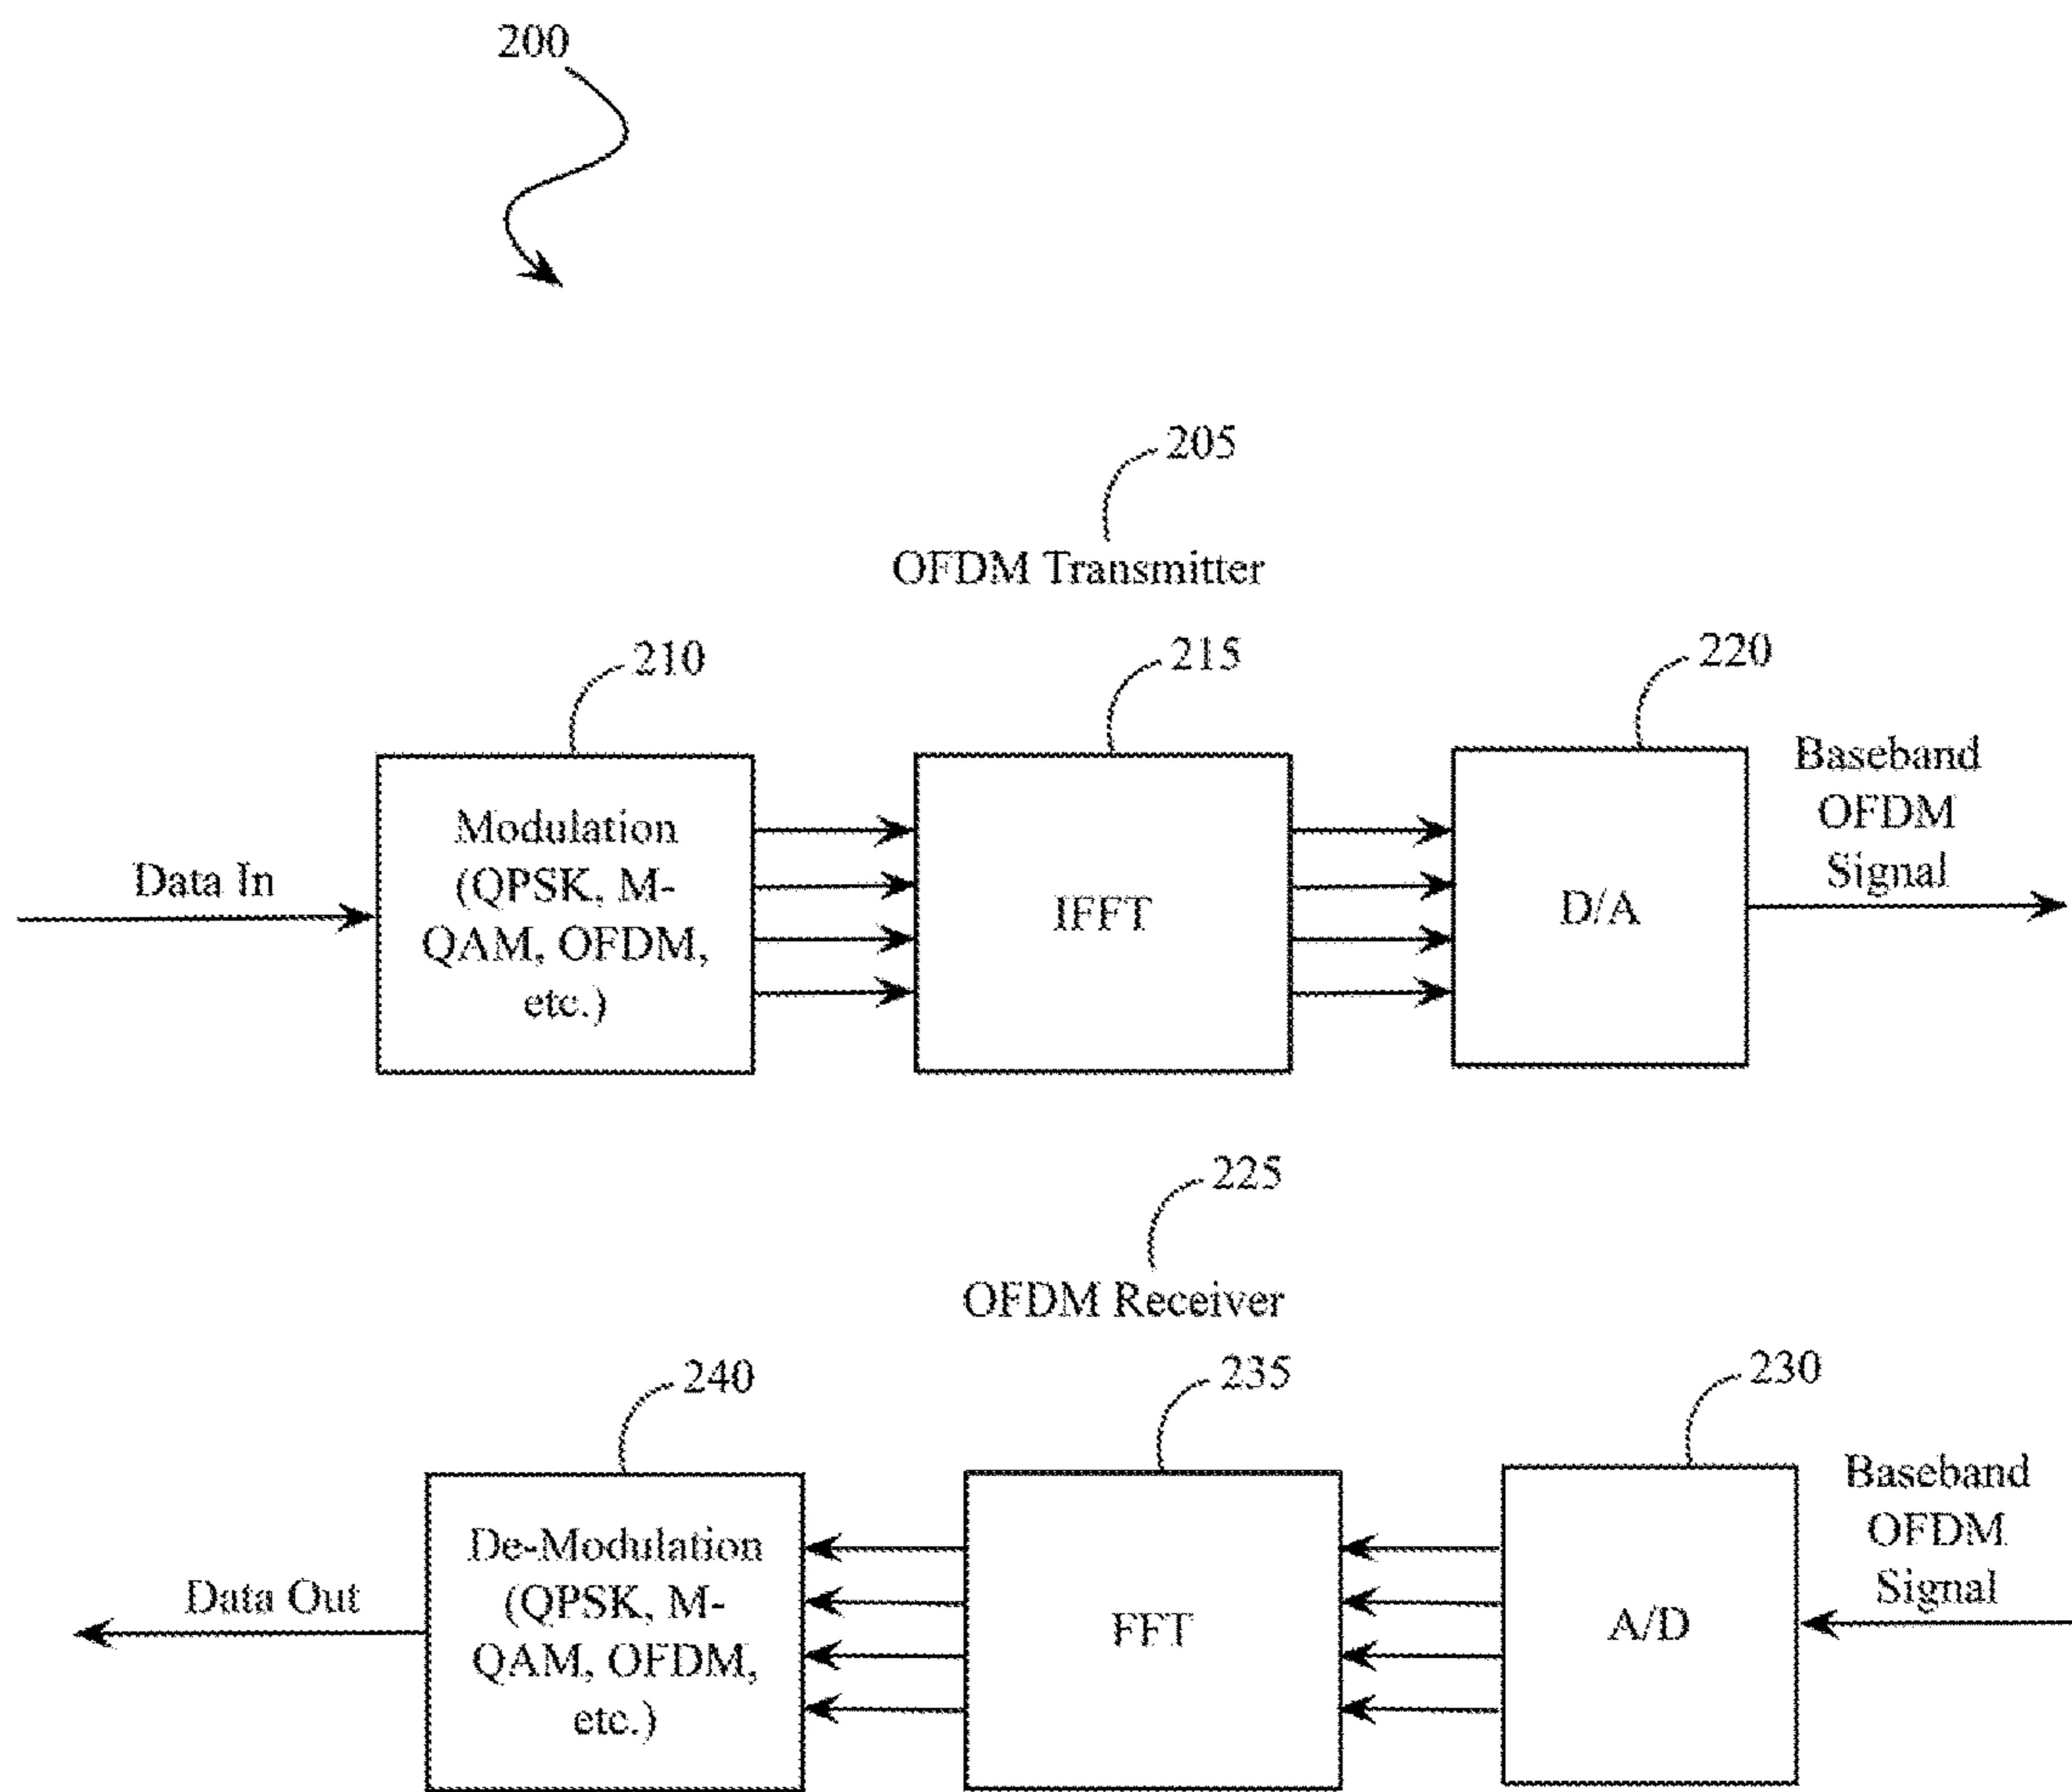 200
205
OFDM Transmitter
210
215
220
Data In
Modulation
(QPSK, M-
QAM, OFDM,
etc.)
IFFT
D/A
Baseband
OFDM
Signal
225
OFDM Receiver
240
235
230
Data Out
De-Modulation
(QPSK, M-
QAM, OFDM,
etc.)
FFT
A/D
Baseband
OFDM
Signal